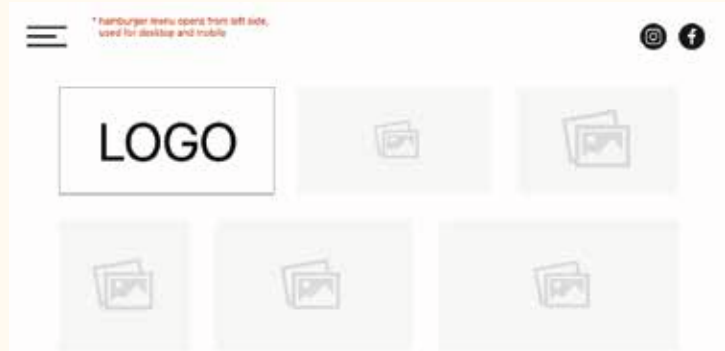 * hamburger menu opens from left side,
used for desktop and mobile
LOGO